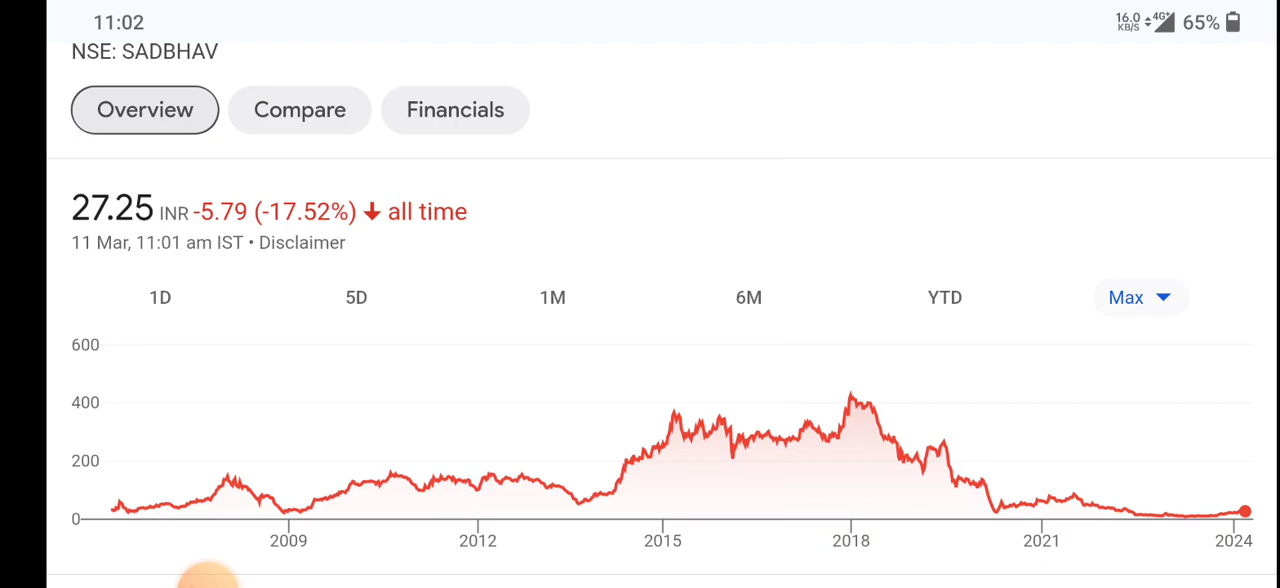 11:02
16.0 KB/S 4G+ 65%
NSE: SADBHAV
Overview Compare Financials
27.25 INR -5.79 (-17.52%) ↓ all time
11 Mar, 11:01 am IST • Disclaimer
1D 5D 1M 6M YTD Max
600
400
200
0
2009 2012 2015 2018 2021 2024